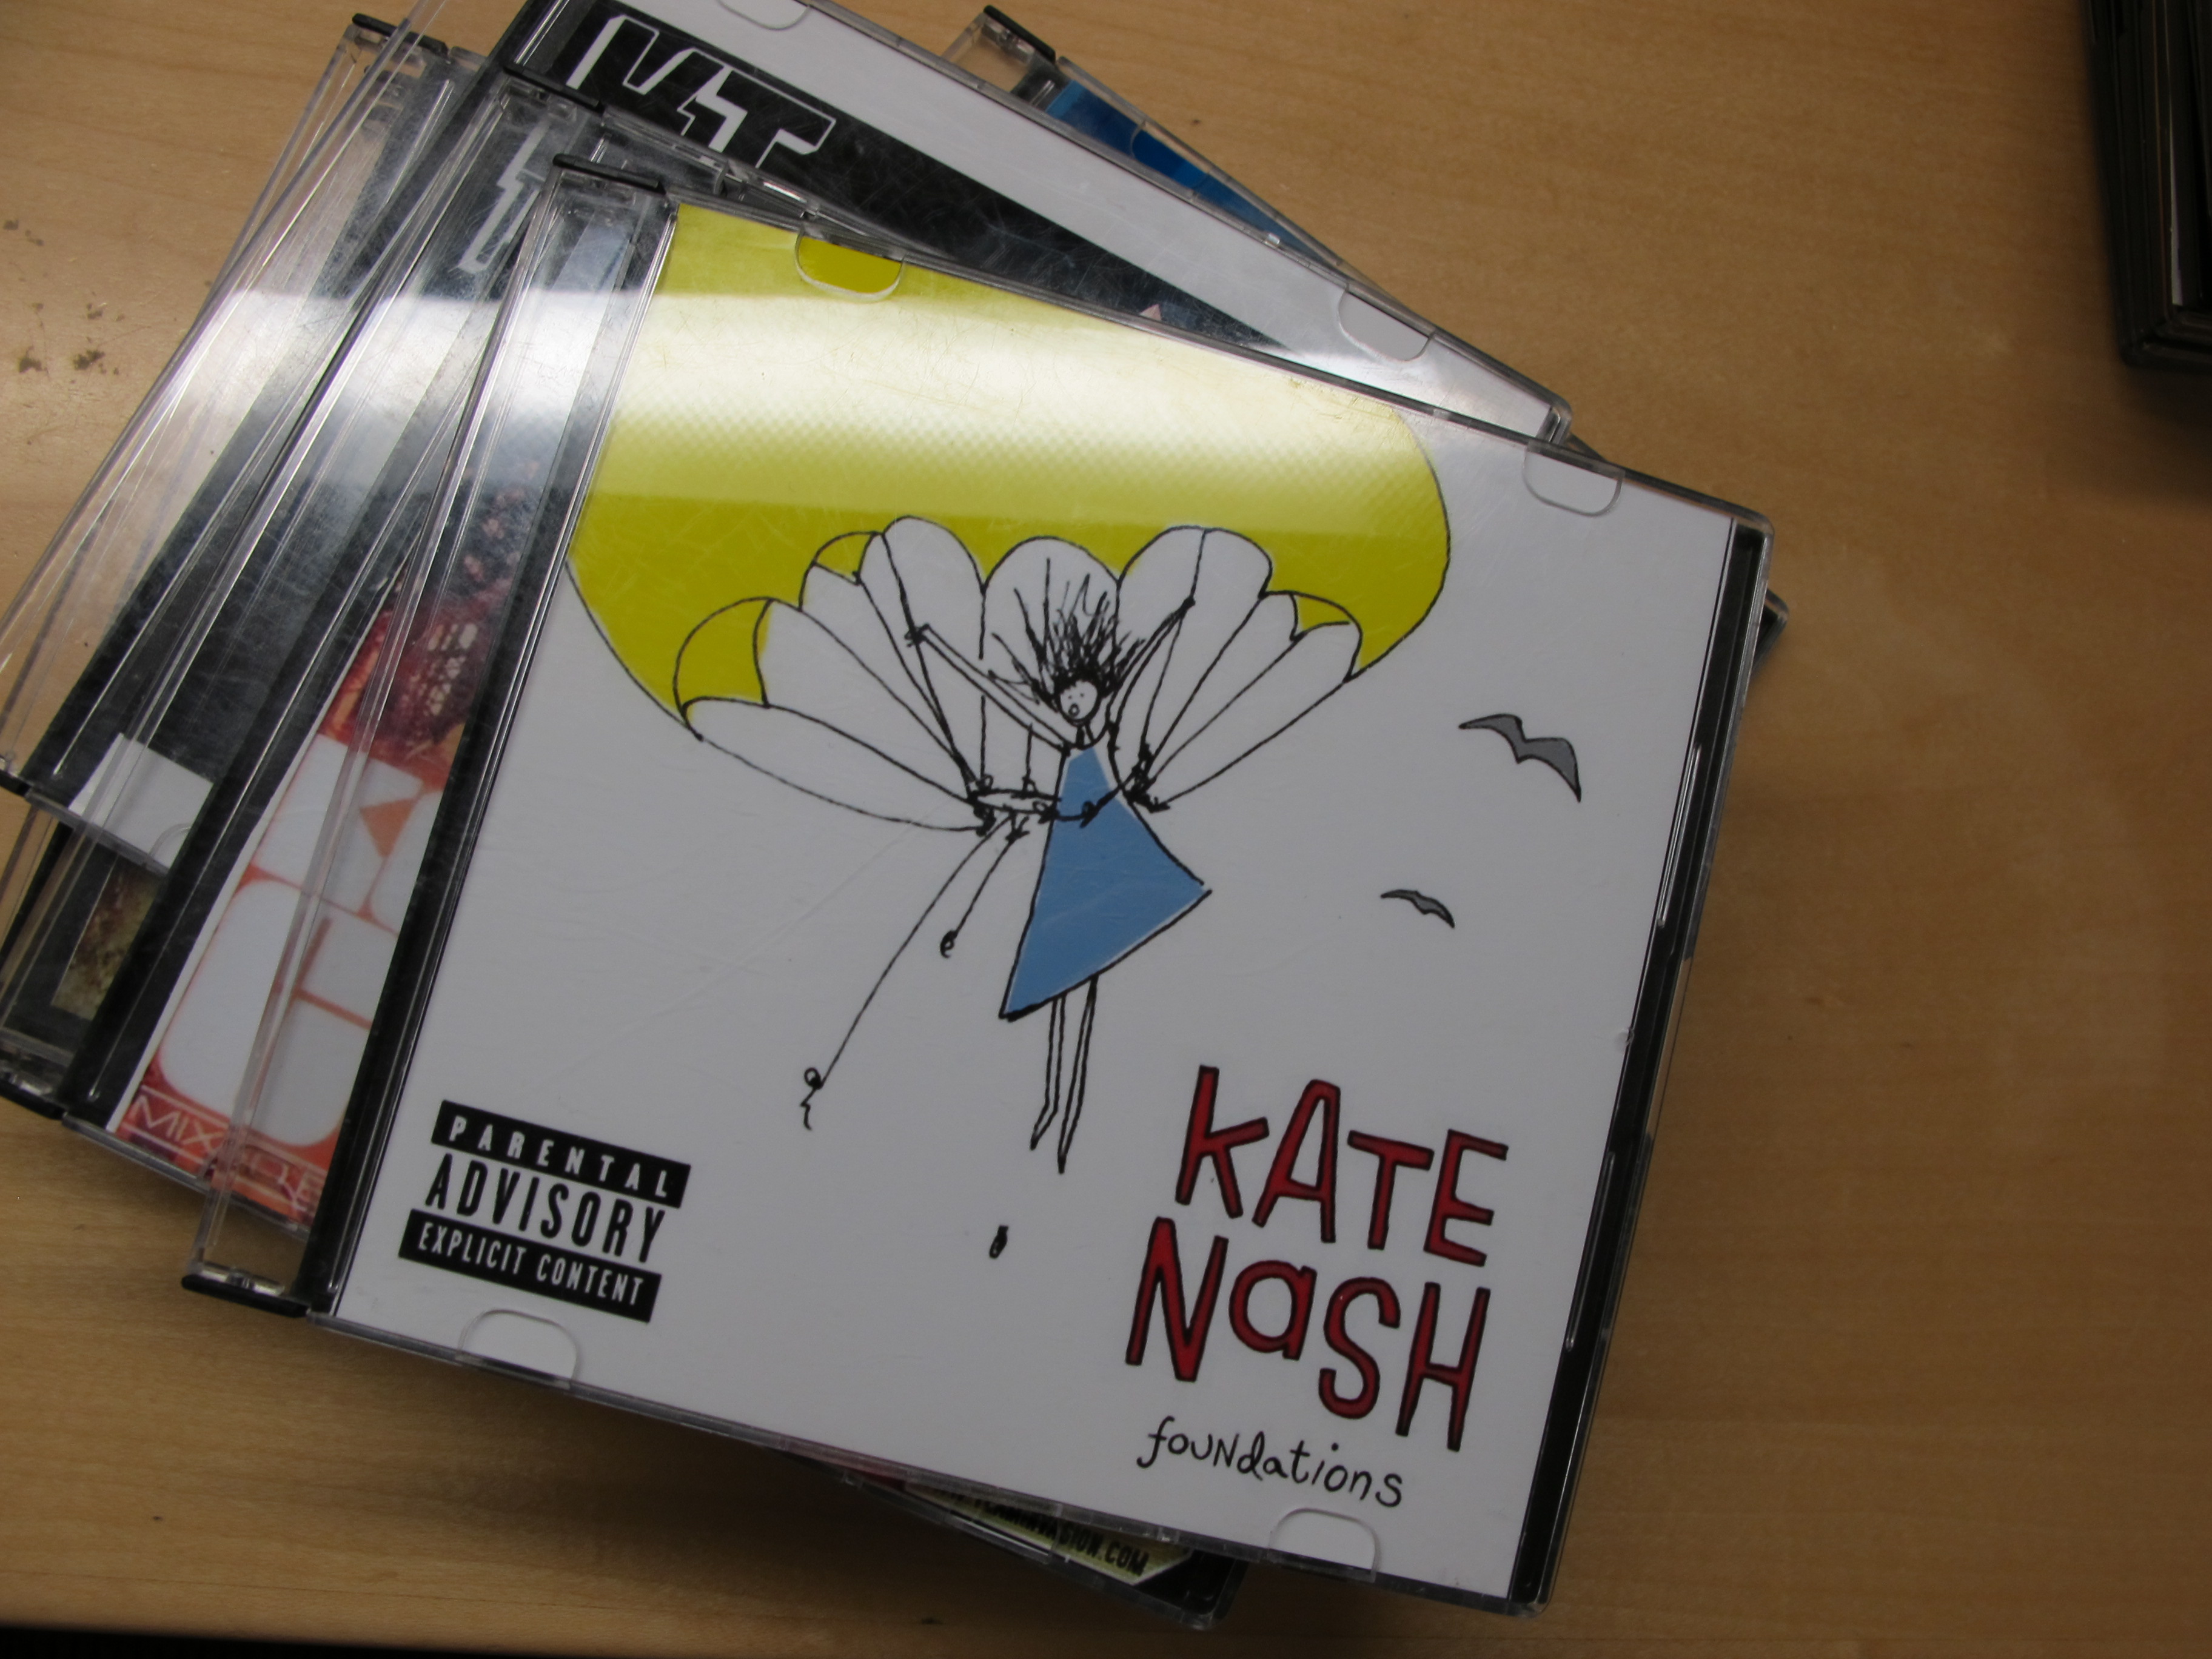 kATE
NaSH
foUNdations
PARENTAL
ADVISORY
EXPLICIT CONTENT